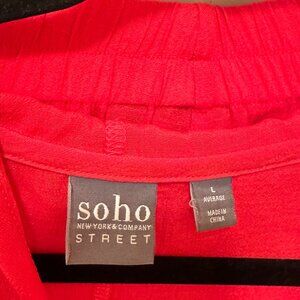 soho
NEW YORK & COMPANY
STREET
L
AVERAGE
MADE IN
CHINA